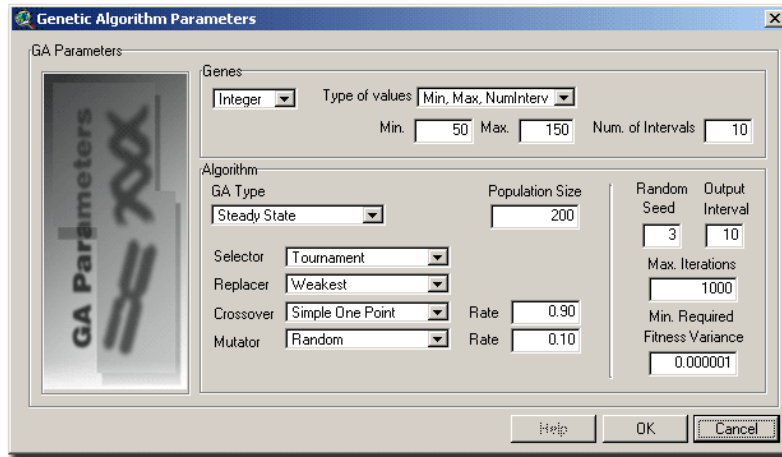 Genetic Algorithm Parameters
GA Parameters
GA Parameters
Genes
Integer Type of values Min, Max, NumInterv
Min. 50 Max. 150 Num. of Intervals 10
Algorithm
GA Type Population Size
Steady State 200
Selector Tournament
Replacer Weakest
Crossover Simple One Point Rate 0.90
Mutator Random Rate 0.10
Random Seed Output Interval
3 10
Max. Iterations
1000
Min. Required
Fitness Variance
0.000001
Help OK Cancel